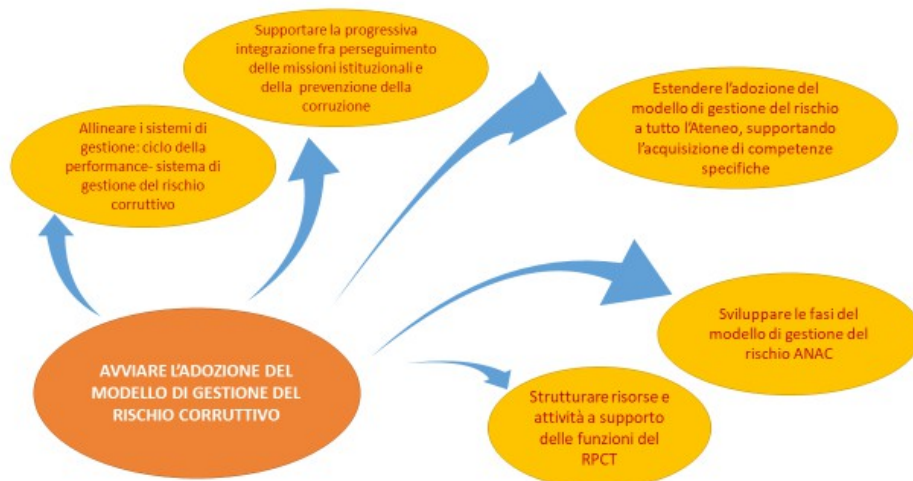 Supportare la progressiva
integrazione fra perseguimento
delle missioni istituzionali e
della prevenzione della
corruzione
Allineare i sistemi di
gestione: ciclo della
performance- sistema di
gestione del rischio
corruttivo
Estendere l'adozione del
modello di gestione del rischio
a tutto l'Ateneo, supportando
l'acquisizione di competenze
specifiche
Sviluppare le fasi del
modello di gestione del
rischio ANAC
AVVIARE L'ADOZIONE DEL
MODELLO DI GESTIONE DEL
RISCHIO CORRUTTIVO
Strutturare risorse e
attività a supporto
delle funzioni del
RPCT